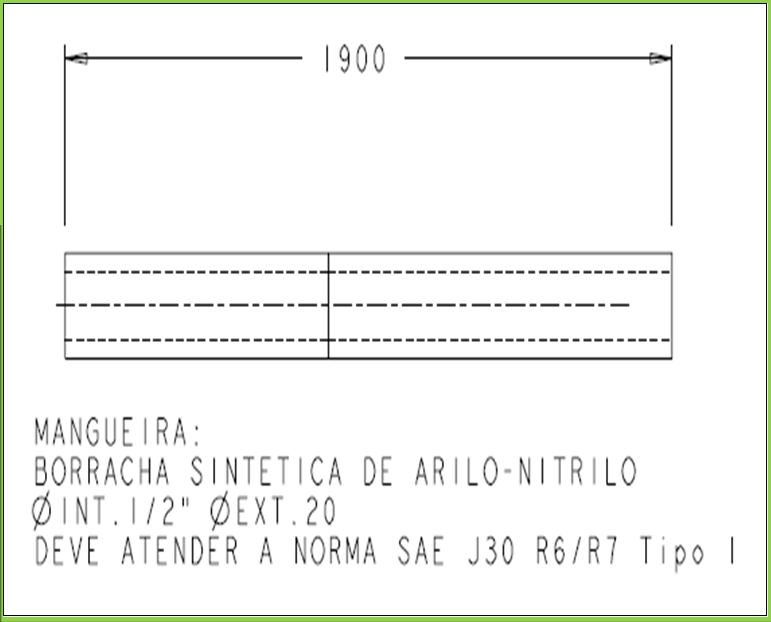 1900
MANGUEIRA:
BORRACHA SINTETICA DE ARILO-NITRILO
ØINT.1/2" ØEXT.20
DEVE ATENDER A NORMA SAE J30 R6/R7 Tipo I